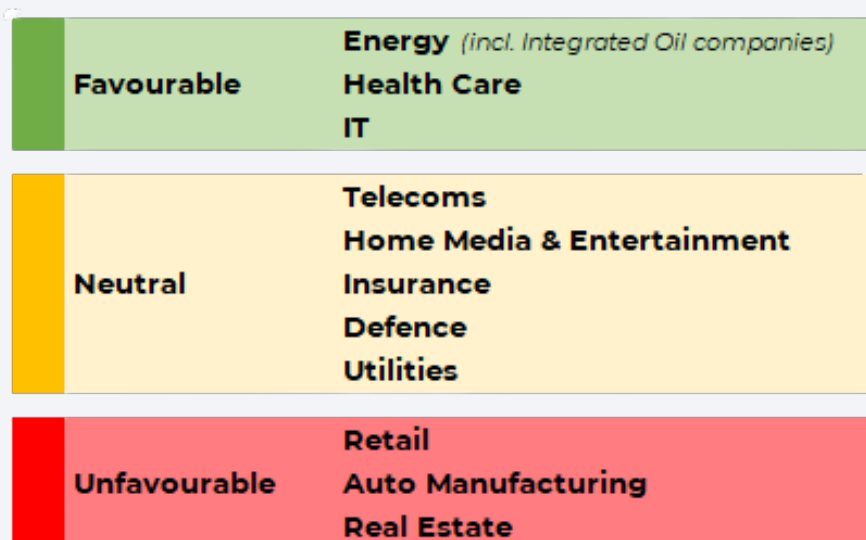 Favourable
Energy (incl. Integrated Oil companies)
Health Care
IT
Neutral
Telecoms
Home Media & Entertainment
Insurance
Defence
Utilities
Unfavourable
Retail
Auto Manufacturing
Real Estate